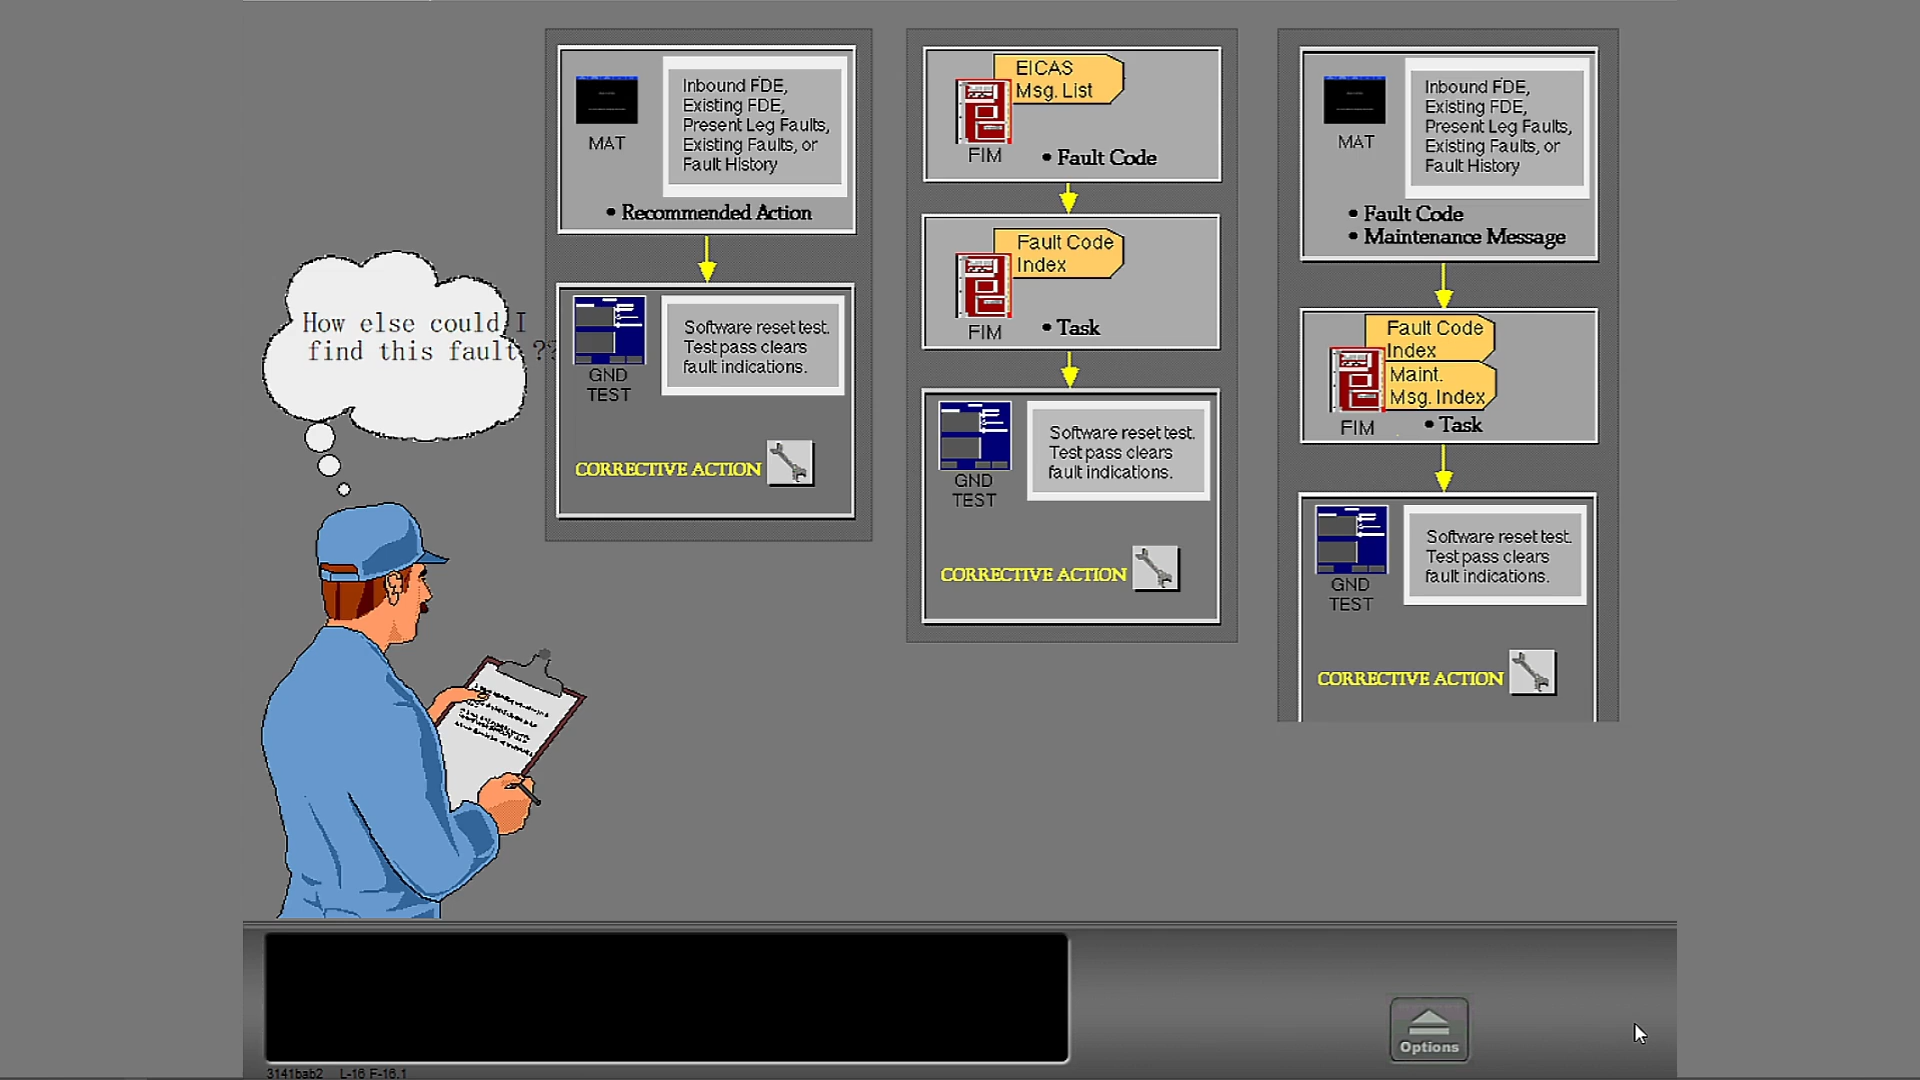 How else could I
find this fault ??
MAT
Inbound FDE,
Existing FDE,
Present Leg Faults,
Existing Faults, or
Fault History
• Recommended Action
GND
TEST
Software reset test.
Test pass clears
fault indications.
CORRECTIVE ACTION
EICAS
Msg. List
FIM
• Fault Code
Fault Code
Index
FIM
• Task
GND
TEST
Software reset test.
Test pass clears
fault indications.
CORRECTIVE ACTION
MAT
Inbound FDE,
Existing FDE,
Present Leg Faults,
Existing Faults, or
Fault History
• Fault Code
• Maintenance Message
Fault Code
Index
Maint.
Msg. Index
FIM
• Task
GND
TEST
Software reset test.
Test pass clears
fault indications.
CORRECTIVE ACTION
Options
3141bab2 L-16 F-16.1